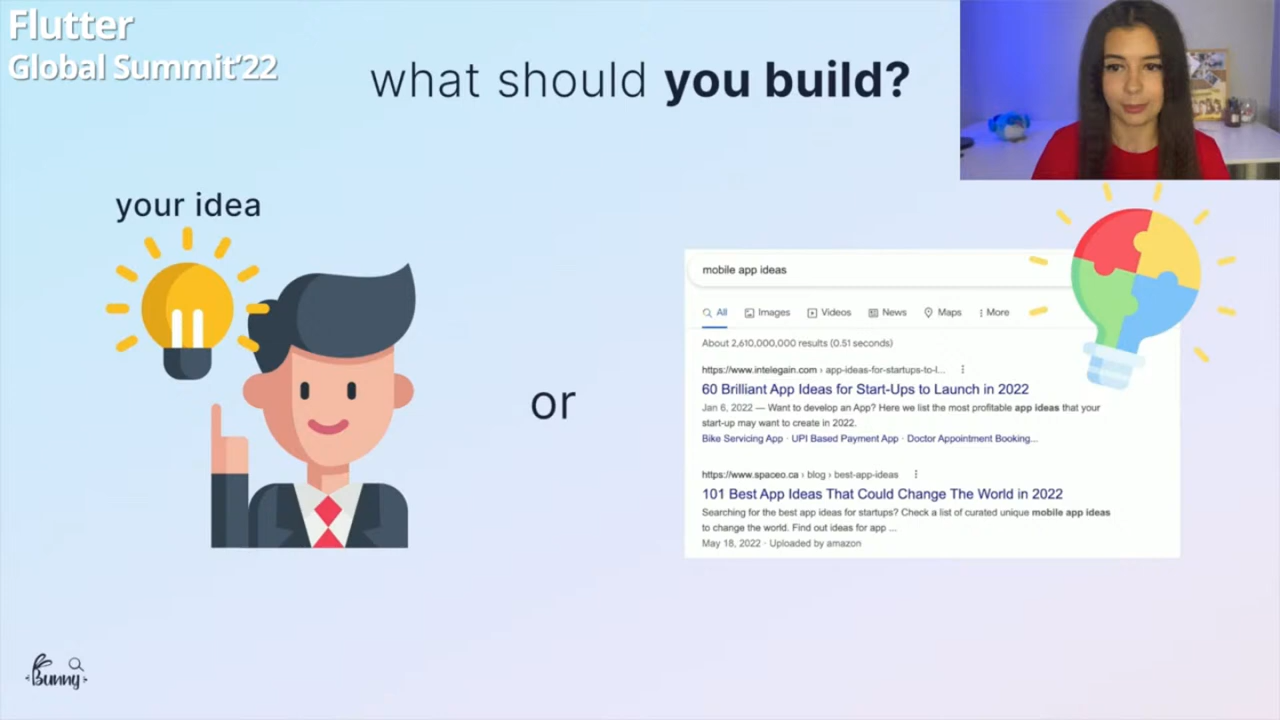 Flutter
Global Summit'22
what should you build?
your idea
or
mobile app ideas
All Images Videos News Maps More
About 2,610,000,000 results (0.51 seconds)
https://www.intelegain.com › app-ideas-for-startups-to-l...
60 Brilliant App Ideas for Start-Ups to Launch in 2022
Jan 6, 2022 — Want to develop an App? Here we list the most profitable app ideas that your
start-up may want to create in 2022.
Bike Servicing App · UPI Based Payment App · Doctor Appointment Booking...
https://www.spaceo.ca › blog › best-app-ideas
101 Best App Ideas That Could Change The World in 2022
Searching for the best app ideas for startups? Check a list of curated unique mobile app ideas
to change the world. Find out ideas for app ...
May 18, 2022 · Uploaded by amazon
Bunny